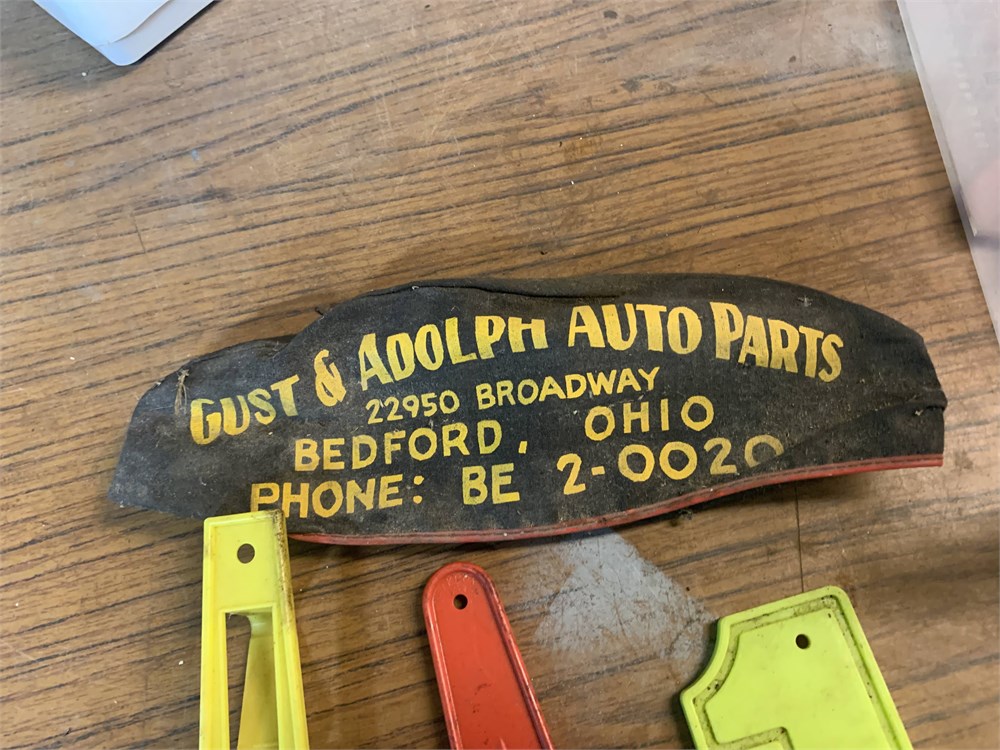 GUST & ADOLPH AUTO PARTS
22950 BROADWAY
BEDFORD, OHIO
PHONE: BE 2-0020